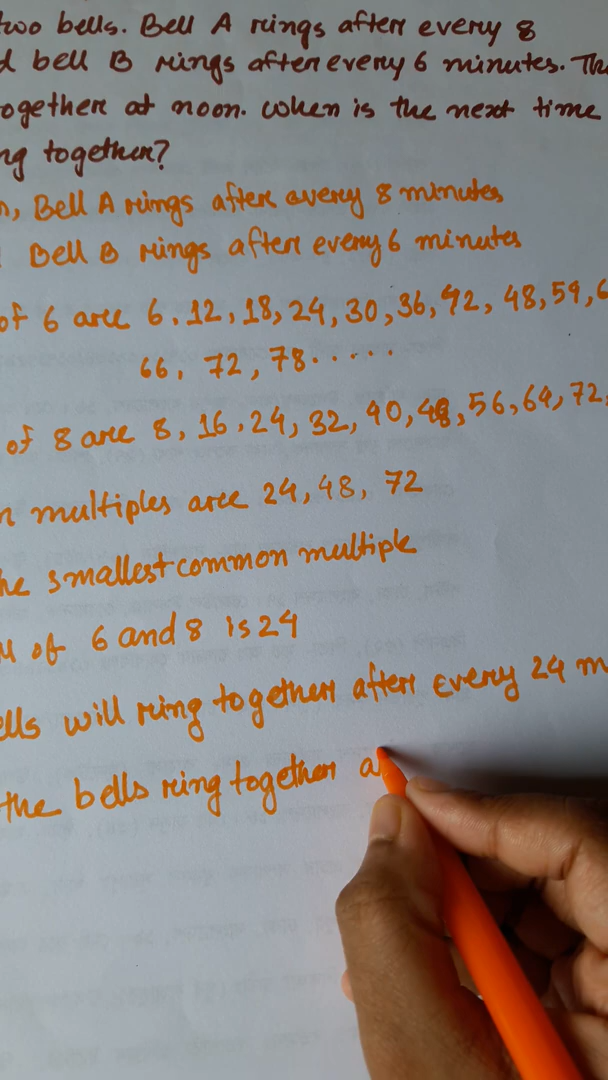 two bells. Bell A rings after every 8
d bell B rings after every 6 minutes. The
ogether at noon. when is the next time
ng together?
n, Bell A rings after every 8 minutes
Bell B rings after every 6 minutes
of 6 are 6, 12, 18, 24, 30, 36, 42, 48, 54, 6
66, 72, 78.....
of 8 are 8, 16, 24, 32, 40, 48, 56, 64, 72,
n multiples are 24, 48, 72
he smallest common multiple
M of 6 and 8 is 24
ells will ring together after every 24 m
the bells ring together a